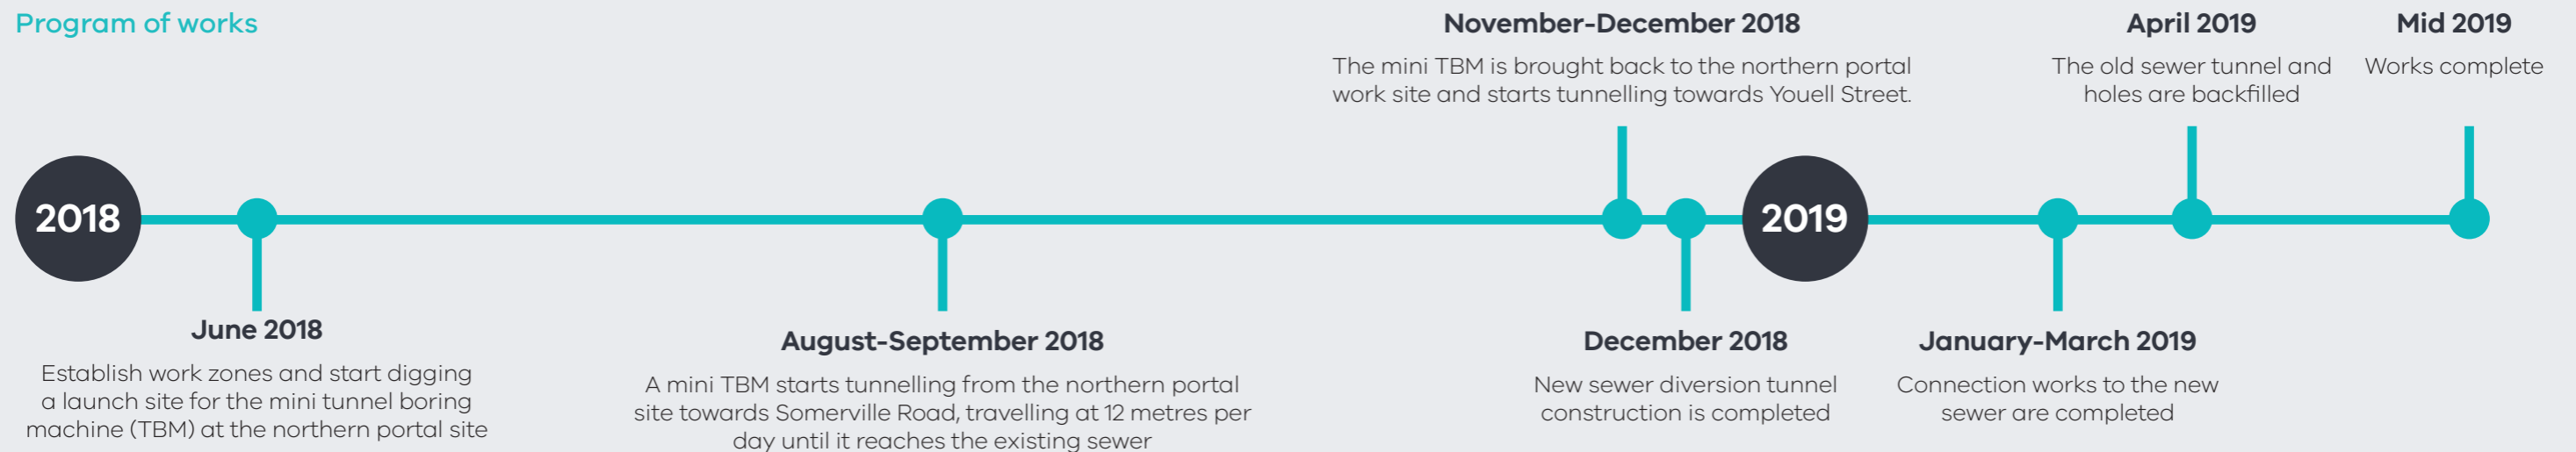 Program of works
2018
June 2018
Establish work zones and start digging
a launch site for the mini tunnel boring
machine (TBM) at the northern portal site
August-September 2018
A mini TBM starts tunnelling from the northern portal
site towards Somerville Road, travelling at 12 metres per
day until it reaches the existing sewer
November-December 2018
The mini TBM is brought back to the northern portal
work site and starts tunnelling towards Youell Street.
December 2018
New sewer diversion tunnel
construction is completed
2019
January-March 2019
Connection works to the new
sewer are completed
April 2019
The old sewer tunnel and
holes are backfilled
Mid 2019
Works complete